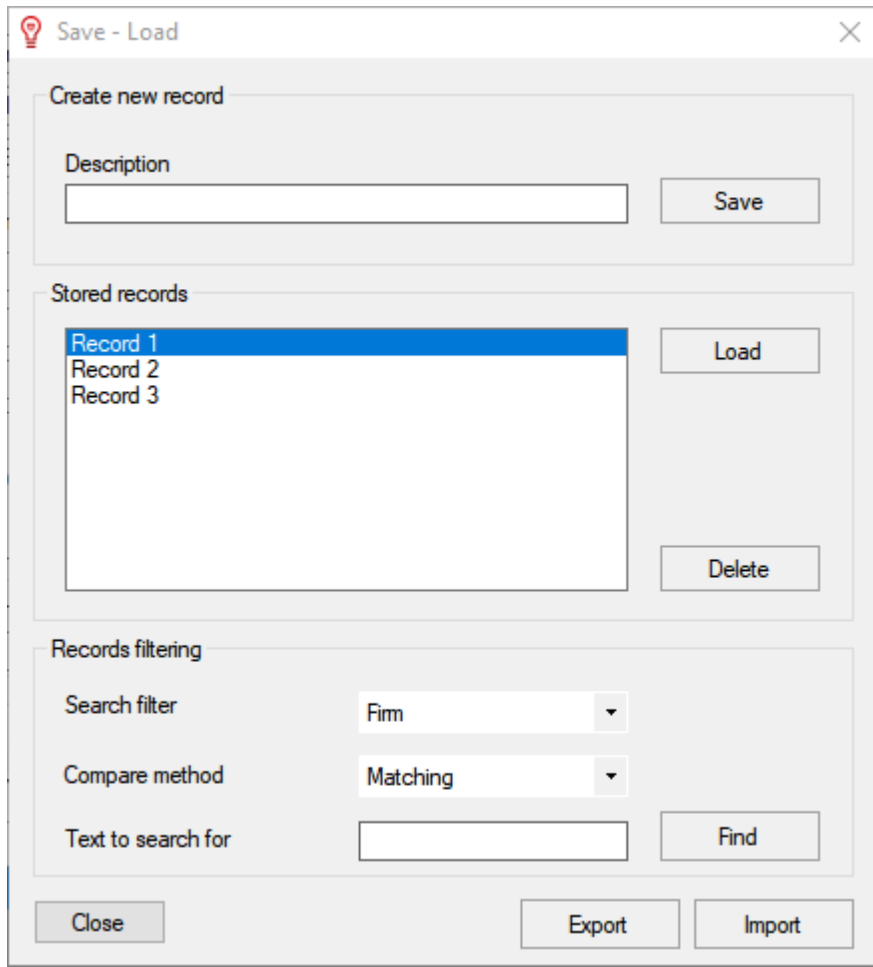 Save - Load
Create new record
Description
Save
Stored records
Record 1
Record 2
Record 3
Load
Delete
Records filtering
Search filter
Firm
Compare method
Matching
Text to search for
Find
Close
Export
Import